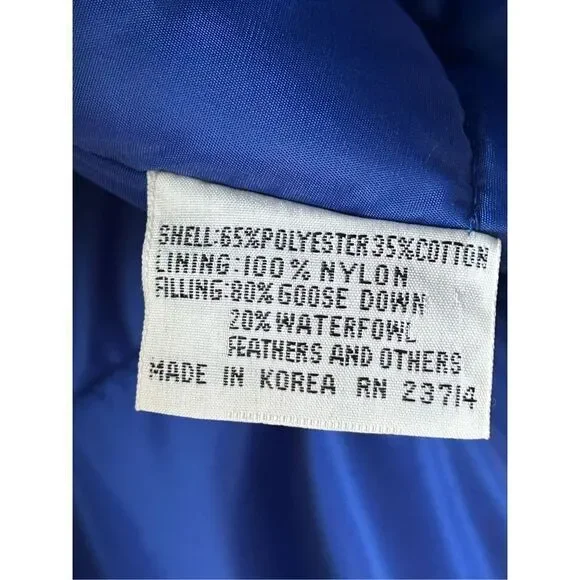 SHELL:65%POLYESTER 35%COTTON
LINING:100% NYLON
FILLING:80% GOOSE DOWN
20% WATERFOWL
FEATHERS AND OTHERS
MADE IN KOREA RN 23714